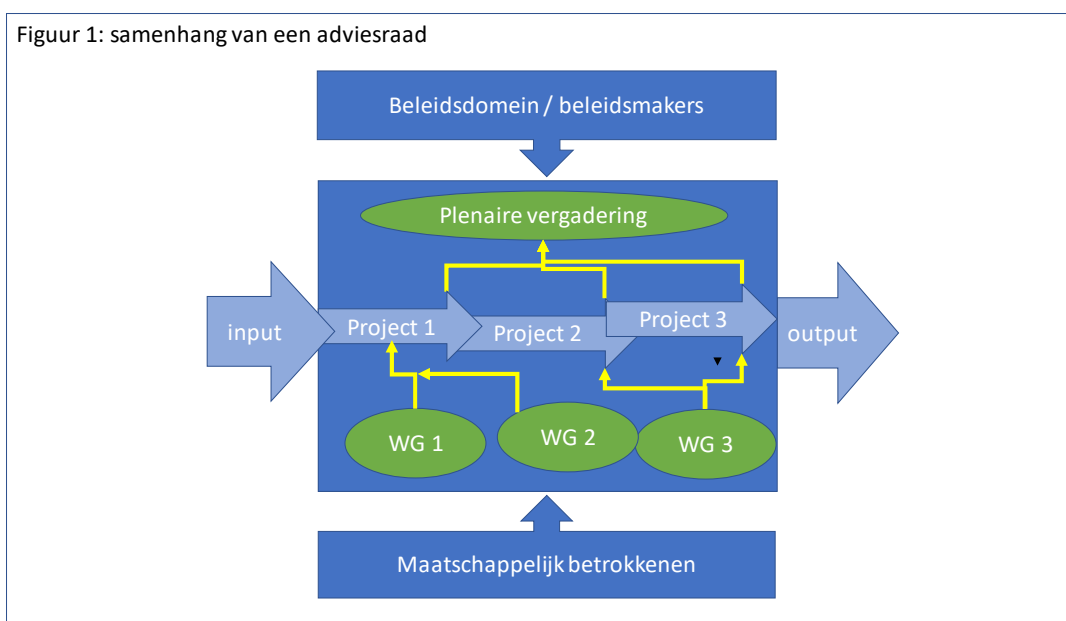 Figuur 1: samenhang van een adviesraad
Beleidsdomein / beleidsmakers
Plenaire vergadering
input
Project 1
Project 2
Project 3
output
WG 1
WG 2
WG 3
Maatschappelijk betrokkenen